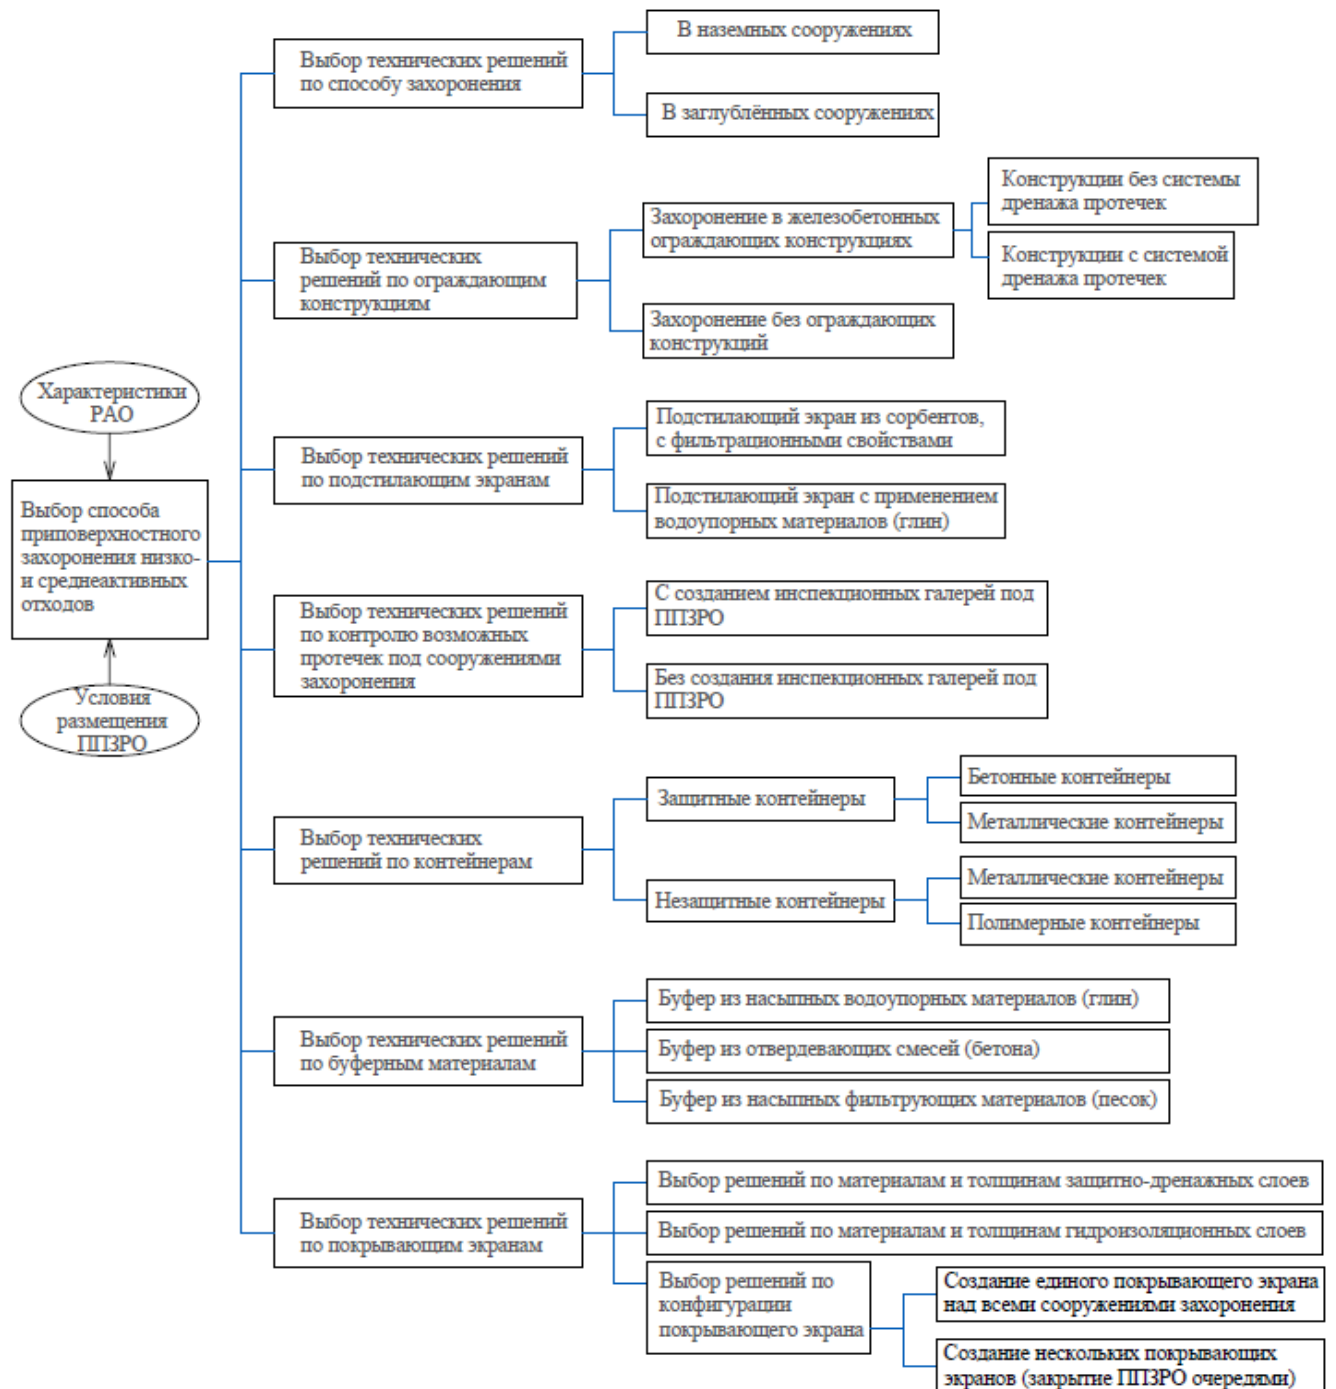 Характеристики
РАО
Выбор способа
приповерхностного
захоронения низко-
и среднеактивных
отходов
Условия
размещения
ППЗРО
Выбор технических решений
по способу захоронения
В наземных сооружениях
В заглублённых сооружениях
Выбор технических
решений по ограждающим
конструкциям
Захоронение в железобетонных
ограждающих конструкциях
Конструкции без системы
дренажа протечек
Конструкции с системой
дренажа протечек
Захоронение без ограждающих
конструкций
Выбор технических решений
по подстилающим экранам
Подстилающий экран из сорбентов,
с фильтрационными свойствами
Подстилающий экран с применением
водоупорных материалов (глин)
Выбор технических решений
по контролю возможных
протечек под сооружениями
захоронения
С созданием инспекционных галерей под
ППЗРО
Без создания инспекционных галерей под
ППЗРО
Выбор технических
решений по контейнерам
Защитные контейнеры
Бетонные контейнеры
Металлические контейнеры
Незащитные контейнеры
Металлические контейнеры
Полимерные контейнеры
Выбор технических решений
по буферным материалам
Буфер из насыпных водоупорных материалов (глин)
Буфер из отвердевающих смесей (бетона)
Буфер из насыпных фильтрующих материалов (песок)
Выбор технических решений
по покрывающим экранам
Выбор решений по материалам и толщинам защитно-дренажных слоев
Выбор решений по материалам и толщинам гидроизоляционных слоев
Выбор решений по
конфигурации
покрывающего экрана
Создание единого покрывающего экрана
над всеми сооружениями захоронения
Создание нескольких покрывающих
экранов (закрытие ППЗРО очередями)